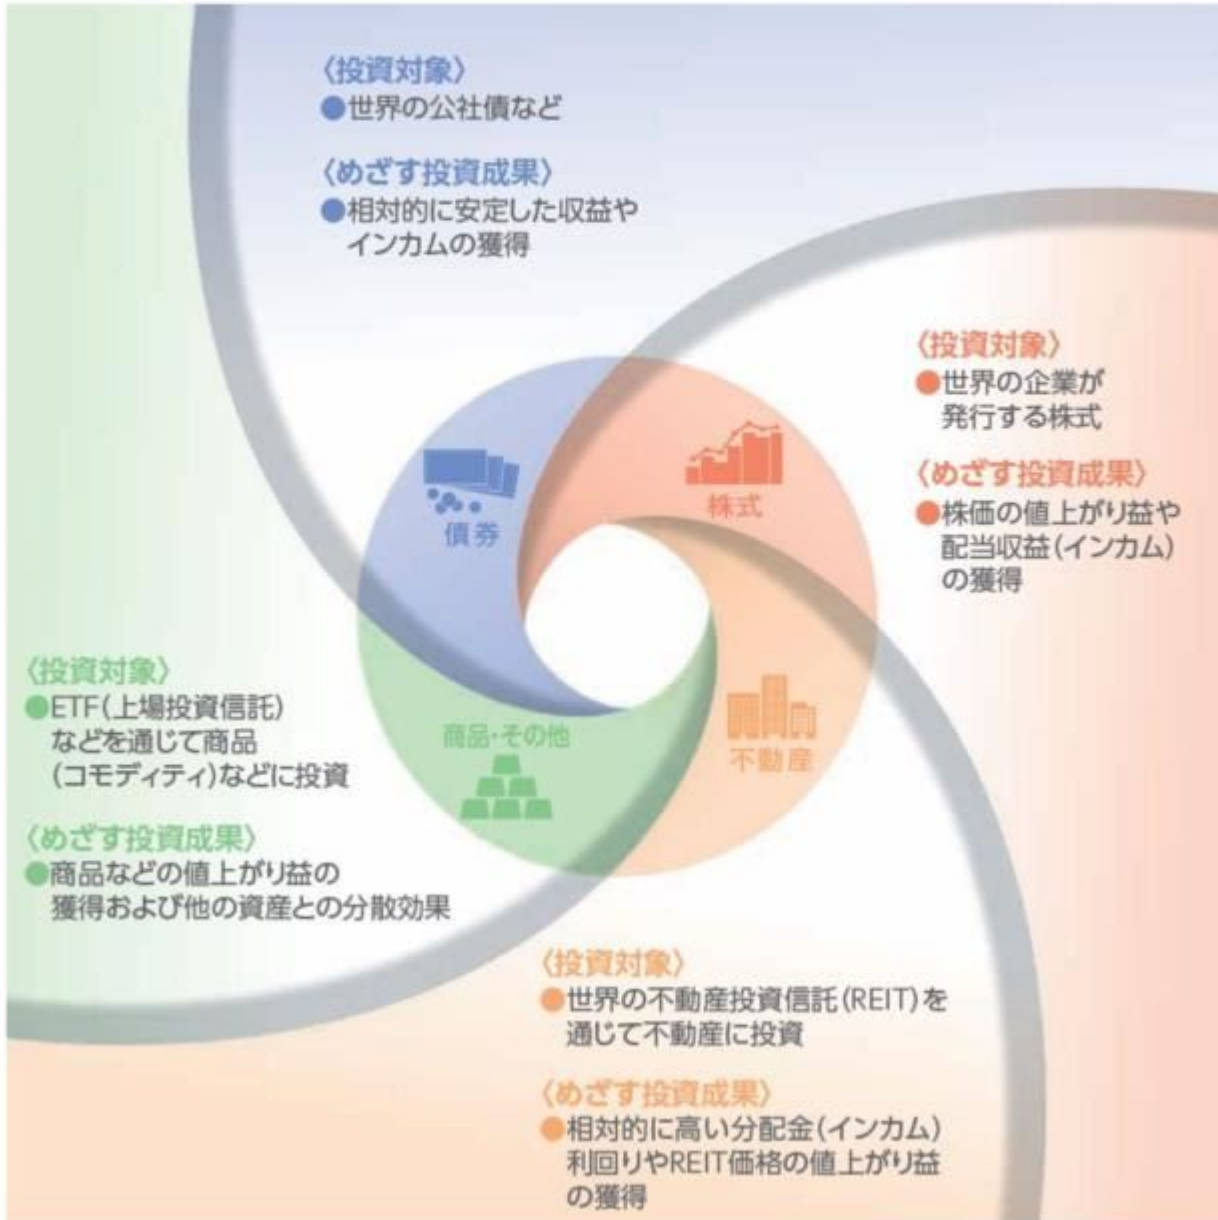 〈投資対象〉
●世界の公社債など
〈めざす投資成果〉
●相対的に安定した収益や
インカムの獲得
〈投資対象〉
●世界の企業が
発行する株式
〈めざす投資成果〉
●株価の値上がり益や
配当収益(インカム)
の獲得
債券
株式
商品・その他
不動産
〈投資対象〉
●ETF(上場投資信託)
などを通じて商品
(コモディティ)などに投資
〈めざす投資成果〉
●商品などの値上がり益の
獲得および他の資産との分散効果
〈投資対象〉
●世界の不動産投資信託(REIT)を
通じて不動産に投資
〈めざす投資成果〉
●相対的に高い分配金(インカム)
利回りやREIT価格の値上がり益
の獲得